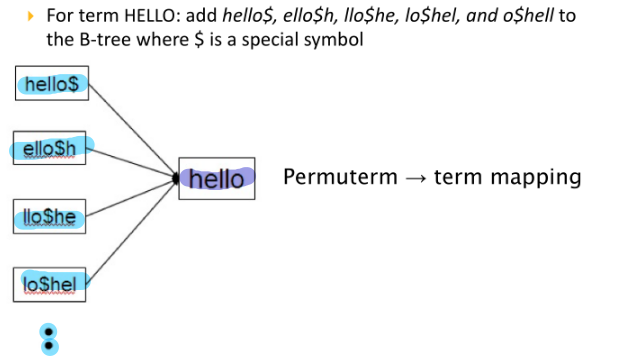 For term HELLO: add hello$, ello$h, llo$he, lo$hel, and o$hell to
the B-tree where $ is a special symbol
hello$
ello$h
hello
Permuterm → term mapping
llo$he
lo$hel